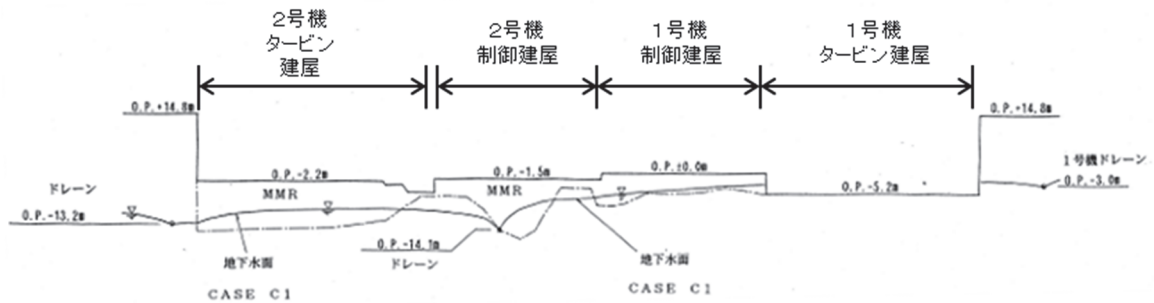 2号機
タービン
建屋
2号機
制御建屋
1号機
制御建屋
1号機
タービン建屋
O.P.+14.8m
O.P.+14.8m
O.P.-2.2m
O.P.-1.5m
O.P.±0.0m
1号機ドレーン
ドレーン
MMR
MMR
O.P.-5.2m
O.P.-3.0m
O.P.-13.2m
O.P.-14.1m
地下水面
ドレーン
地下水面
CASE C1
CASE C1